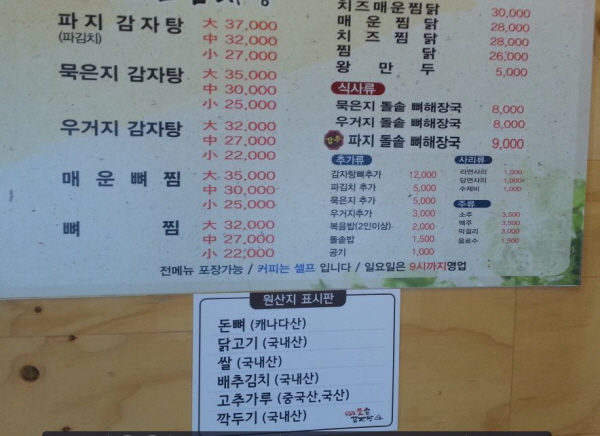 파지 감자탕 大 37,000
(파김치) 中 32,000
小 27,000
묵은지 감자탕 大 35,000
中 30,000
小 25,000
우거지 감자탕 大 32,000
中 27,000
小 22,000
매운뼈찜 大 35,000
中 30,000
小 25,000
뼈찜 大 32,000
中 27,000
小 22,000
치즈매운찜닭 30,000
매운찜닭 28,000
치즈찜닭 28,000
찜닭 26,000
왕만두 5,000
식사류
묵은지 돌솥 뼈해장국 8,000
우거지 돌솥 뼈해장국 8,000
강추 파지 돌솥 뼈해장국 9,000
추가류
감자탕뼈추가 12,000
파김치 추가 5,000
묵은지 추가 5,000
우거지추가 3,000
볶음밥(2인이상) 2,000
돌솥밥 1,500
공기 1,000
사리류
라면사리 1,000
당면사리 1,000
수제비 1,000
주류
소주 3,500
맥주 3,500
막걸리 3,000
음료수 1,500
전메뉴 포장가능 / 커피는 셀프 입니다 / 일요일은 9시까지영업
원산지 표시판
돈뼈 (캐나다산)
닭고기 (국내산)
쌀 (국내산)
배추김치 (국내산)
고추가루 (중국산,국산)
깍두기 (국내산)